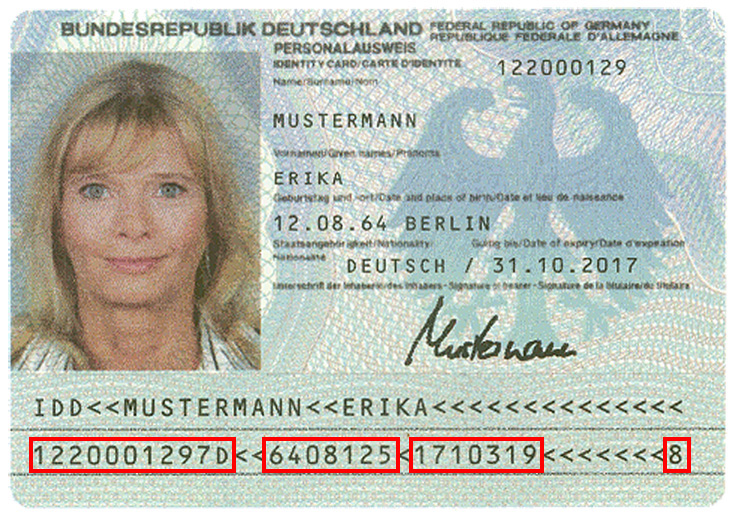 BUNDESREPUBLIK DEUTSCHLAND
FEDERAL REPUBLIC OF GERMANY
REPUBLIQUE FEDERALE D'ALLEMAGNE
PERSONALAUSWEIS
IDENTITY CARD/CARTE D'IDENTITE
122000129
Name/Surname/Nom
MUSTERMANN
Vornamen/Given names/Prénoms
ERIKA
Geburtstag und -ort/Date and place of birth/Date et lieu de naissance
12.08.64 BERLIN
Staatsangehörigkeit/Nationality/ Gültig bis/Date of expiry/Date d'expiration
Nationalité
DEUTSCH / 31.10.2017
Unterschrift der Inhaberin/des Inhabers - Signature of bearer - Signature de la titulaire/du titulaire
Mustermann
IDD<<MUSTERMANN<<ERIKA<<<<<<<<<<<<<<
1220001297D<<6408125<1710319<<<<<<<8